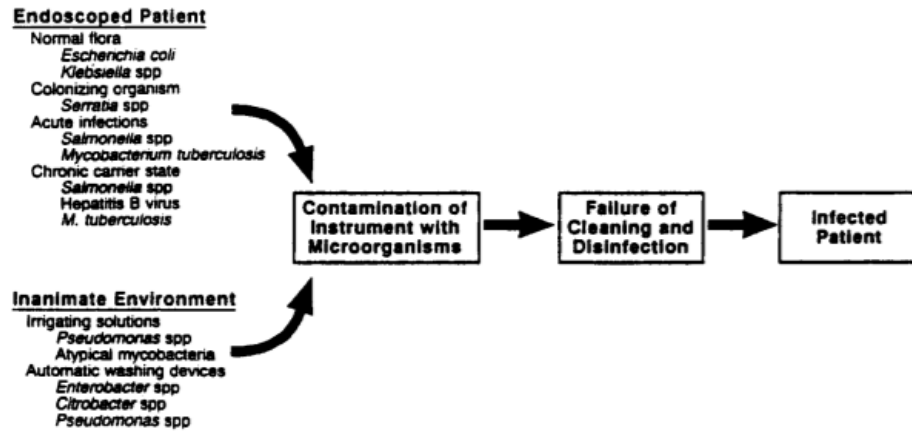 Endoscoped Patient
Normal flora
Escherichia coli
Klebsiella spp
Colonizing organism
Serratia spp
Acute infections
Salmonella spp
Mycobacterium tuberculosis
Chronic carrier state
Salmonella spp
Hepatitis B virus
M. tuberculosis
Inanimate Environment
Irrigating solutions
Pseudomonas spp
Atypical mycobacteria
Automatic washing devices
Enterobacter spp
Citrobacter spp
Pseudomonas spp
Contamination of
Instrument with
Microorganisms
Failure of
Cleaning and
Disinfection
Infected
Patient